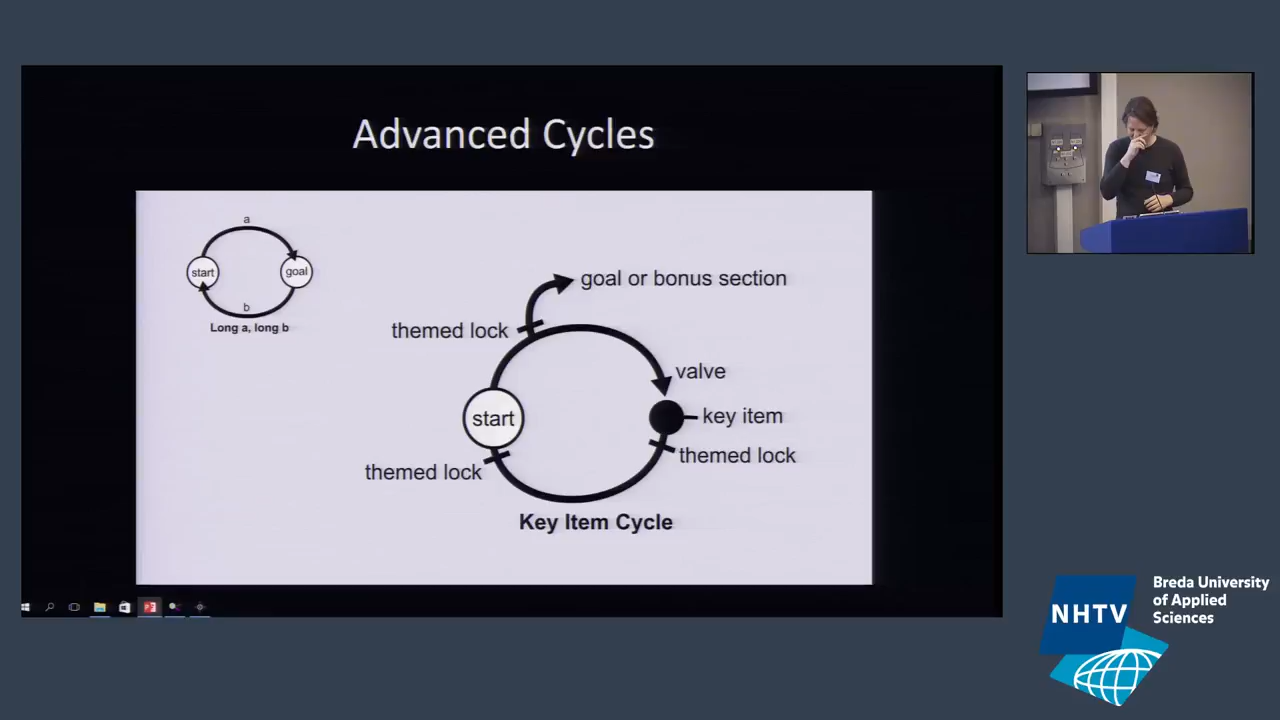 Advanced Cycles
a
start
goal
b
Long a, long b
goal or bonus section
themed lock
valve
start
key item
themed lock
themed lock
Key Item Cycle
NHTV
Breda University
of Applied
Sciences